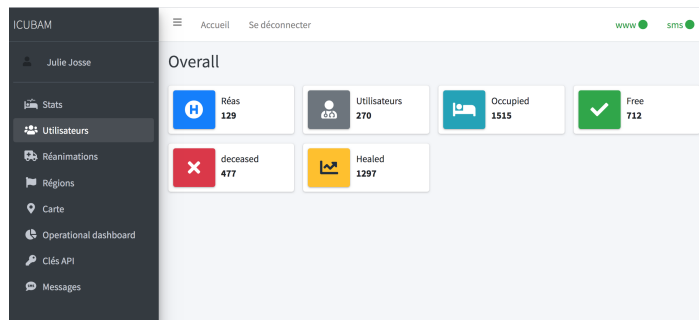 ICUBAM
Accueil Se déconnecter www sms
Julie Josse
Overall
Stats
Utilisateurs
Réanimations
Régions
Carte
Operational dashboard
Clés API
Messages
Réas
129
Utilisateurs
270
Occupied
1515
Free
712
deceased
477
Healed
1297